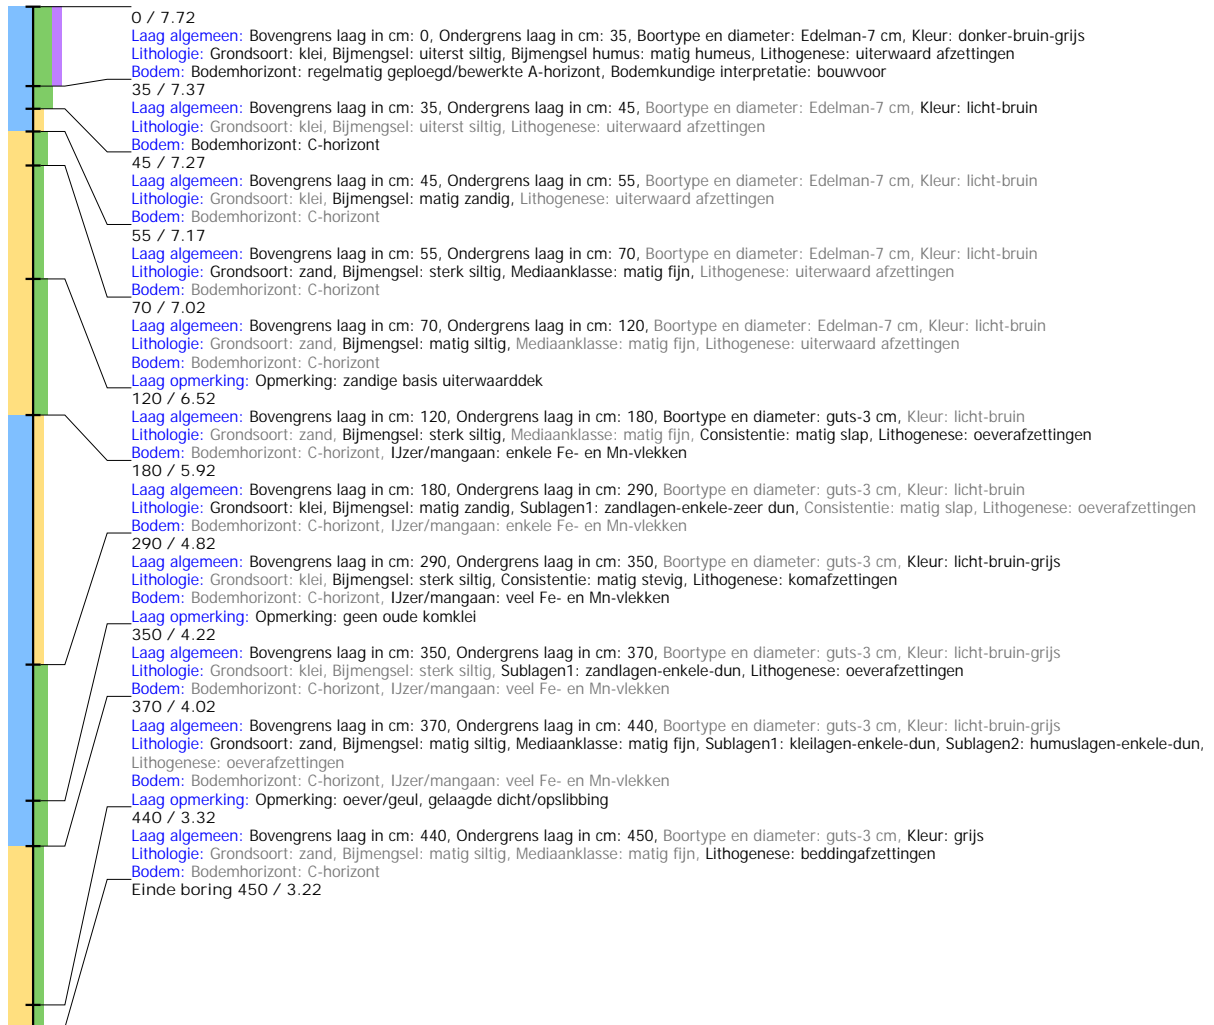 0 / 7.72
Laag algemeen: Bovengrens laag in cm: 0, Ondergrens laag in cm: 35, Boortype en diameter: Edelman-7 cm, Kleur: donker-bruin-grijs
Lithologie: Grondsoort: klei, Bijmengsel: uiterst siltig, Bijmengsel humus: matig humeus, Lithogenese: uiterwaard afzettingen
Bodem: Bodemhorizont: regelmatig geploegd/bewerkte A-horizont, Bodemkundige interpretatie: bouwvoor
35 / 7.37
Laag algemeen: Bovengrens laag in cm: 35, Ondergrens laag in cm: 45, Boortype en diameter: Edelman-7 cm, Kleur: licht-bruin
Lithologie: Grondsoort: klei, Bijmengsel: uiterst siltig, Lithogenese: uiterwaard afzettingen
Bodem: Bodemhorizont: C-horizont
45 / 7.27
Laag algemeen: Bovengrens laag in cm: 45, Ondergrens laag in cm: 55, Boortype en diameter: Edelman-7 cm, Kleur: licht-bruin
Lithologie: Grondsoort: klei, Bijmengsel: matig zandig, Lithogenese: uiterwaard afzettingen
Bodem: Bodemhorizont: C-horizont
55 / 7.17
Laag algemeen: Bovengrens laag in cm: 55, Ondergrens laag in cm: 70, Boortype en diameter: Edelman-7 cm, Kleur: licht-bruin
Lithologie: Grondsoort: zand, Bijmengsel: sterk siltig, Mediaanklasse: matig fijn, Lithogenese: uiterwaard afzettingen
Bodem: Bodemhorizont: C-horizont
70 / 7.02
Laag algemeen: Bovengrens laag in cm: 70, Ondergrens laag in cm: 120, Boortype en diameter: Edelman-7 cm, Kleur: licht-bruin
Lithologie: Grondsoort: zand, Bijmengsel: matig siltig, Mediaanklasse: matig fijn, Lithogenese: uiterwaard afzettingen
Bodem: Bodemhorizont: C-horizont
Laag opmerking: Opmerking: zandige basis uiterwaarddek
120 / 6.52
Laag algemeen: Bovengrens laag in cm: 120, Ondergrens laag in cm: 180, Boortype en diameter: guts-3 cm, Kleur: licht-bruin
Lithologie: Grondsoort: zand, Bijmengsel: sterk siltig, Mediaanklasse: matig fijn, Consistentie: matig slap, Lithogenese: oeverafzettingen
Bodem: Bodemhorizont: C-horizont, IJzer/mangaan: enkele Fe- en Mn-vlekken
180 / 5.92
Laag algemeen: Bovengrens laag in cm: 180, Ondergrens laag in cm: 290, Boortype en diameter: guts-3 cm, Kleur: licht-bruin
Lithologie: Grondsoort: klei, Bijmengsel: matig zandig, Sublagen1: zandlagen-enkele-zeer dun, Consistentie: matig slap, Lithogenese: oeverafzettingen
Bodem: Bodemhorizont: C-horizont, IJzer/mangaan: enkele Fe- en Mn-vlekken
290 / 4.82
Laag algemeen: Bovengrens laag in cm: 290, Ondergrens laag in cm: 350, Boortype en diameter: guts-3 cm, Kleur: licht-bruin-grijs
Lithologie: Grondsoort: klei, Bijmengsel: sterk siltig, Consistentie: matig stevig, Lithogenese: komafzettingen
Bodem: Bodemhorizont: C-horizont, IJzer/mangaan: veel Fe- en Mn-vlekken
Laag opmerking: Opmerking: geen oude komklei
350 / 4.22
Laag algemeen: Bovengrens laag in cm: 350, Ondergrens laag in cm: 370, Boortype en diameter: guts-3 cm, Kleur: licht-bruin-grijs
Lithologie: Grondsoort: klei, Bijmengsel: sterk siltig, Sublagen1: zandlagen-enkele-dun, Lithogenese: oeverafzettingen
Bodem: Bodemhorizont: C-horizont, IJzer/mangaan: veel Fe- en Mn-vlekken
370 / 4.02
Laag algemeen: Bovengrens laag in cm: 370, Ondergrens laag in cm: 440, Boortype en diameter: guts-3 cm, Kleur: licht-bruin-grijs
Lithologie: Grondsoort: zand, Bijmengsel: matig siltig, Mediaanklasse: matig fijn, Sublagen1: kleilagen-enkele-dun, Sublagen2: humuslagen-enkele-dun,
Lithogenese: oeverafzettingen
Bodem: Bodemhorizont: C-horizont, IJzer/mangaan: veel Fe- en Mn-vlekken
Laag opmerking: Opmerking: oever/geul, gelaagde dicht/opslibbing
440 / 3.32
Laag algemeen: Bovengrens laag in cm: 440, Ondergrens laag in cm: 450, Boortype en diameter: guts-3 cm, Kleur: grijs
Lithologie: Grondsoort: zand, Bijmengsel: matig siltig, Mediaanklasse: matig fijn, Lithogenese: beddingafzettingen
Bodem: Bodemhorizont: C-horizont
Einde boring 450 / 3.22